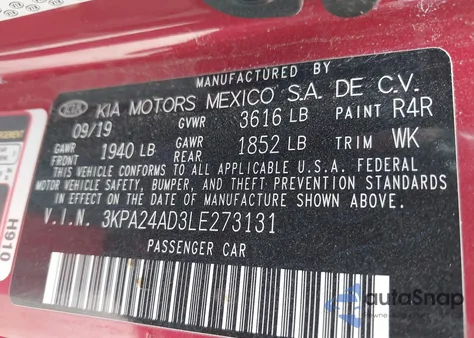 MANUFACTURED BY
KIA KIA MOTORS MEXICO S.A. DE C.V.
09/19 GVWR 3616 LB PAINT R4R
GAWR FRONT 1940 LB GAWR REAR 1852 LB TRIM WK
THIS VEHICLE CONFORMS TO ALL APPLICABLE U.S.A. FEDERAL
MOTOR VEHICLE SAFETY, BUMPER, AND THEFT PREVENTION STANDARDS
IN EFFECT ON THE DATE OF MANUFACTURE SHOWN ABOVE.
V.I.N. 3KPA24AD3LE273131
PASSENGER CAR
H910
autoSnap